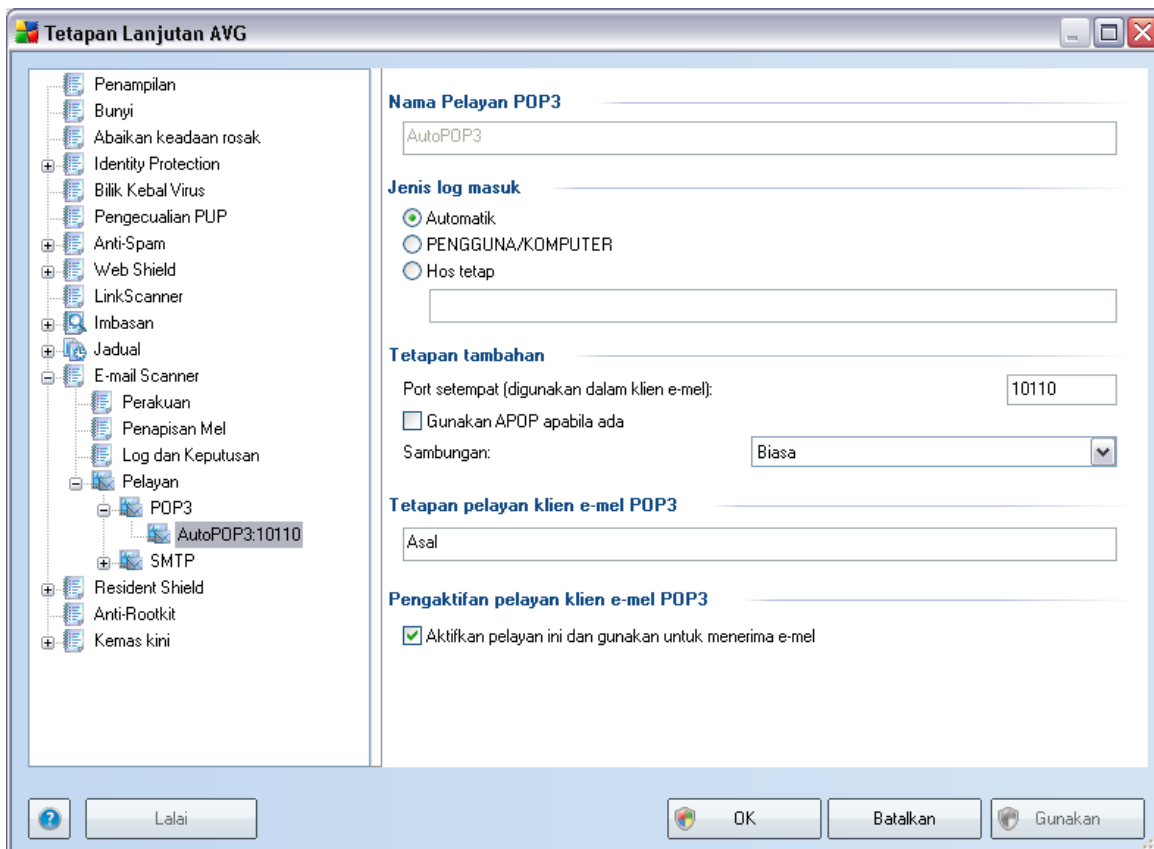 Tetapan Lanjutan AVG
Penampilan
Bunyi
Abaikan keadaan rosak
Identity Protection
Bilik Kebal Virus
Pengecualian PUP
Anti-Spam
Web Shield
LinkScanner
Imbasan
Jadual
E-mail Scanner
Perakuan
Penapisan Mel
Log dan Keputusan
Pelayan
POP3
AutoPOP3:10110
SMTP
Resident Shield
Anti-Rootkit
Kemas kini
Nama Pelayan POP3
AutoPOP3
Jenis log masuk
Automatik
PENGGUNA/KOMPUTER
Hos tetap
Tetapan tambahan
Port setempat (digunakan dalam klien e-mel): 10110
Gunakan APOP apabila ada
Sambungan: Biasa
Tetapan pelayan klien e-mel POP3
Asal
Pengaktifan pelayan klien e-mel POP3
Aktifkan pelayan ini dan gunakan untuk menerima e-mel
Lalai OK Batalkan Gunakan